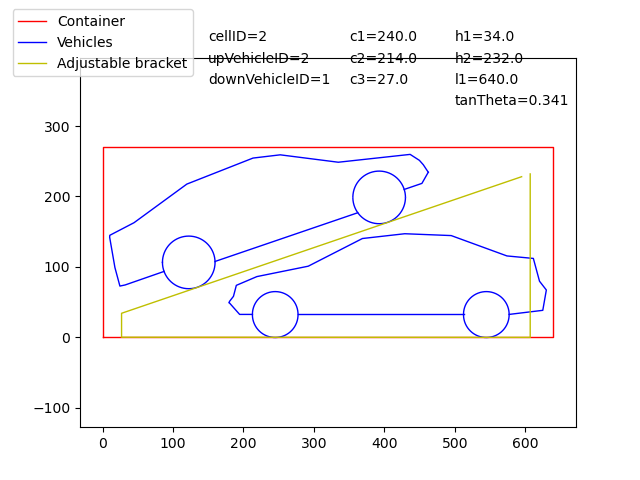 Container
Vehicles
Adjustable bracket
cellID=2 c1=240.0 h1=34.0
upVehicleID=2 c2=214.0 h2=232.0
downVehicleID=1 c3=27.0 l1=640.0
tanTheta=0.341
300
200
100
0
−100
0 100 200 300 400 500 600